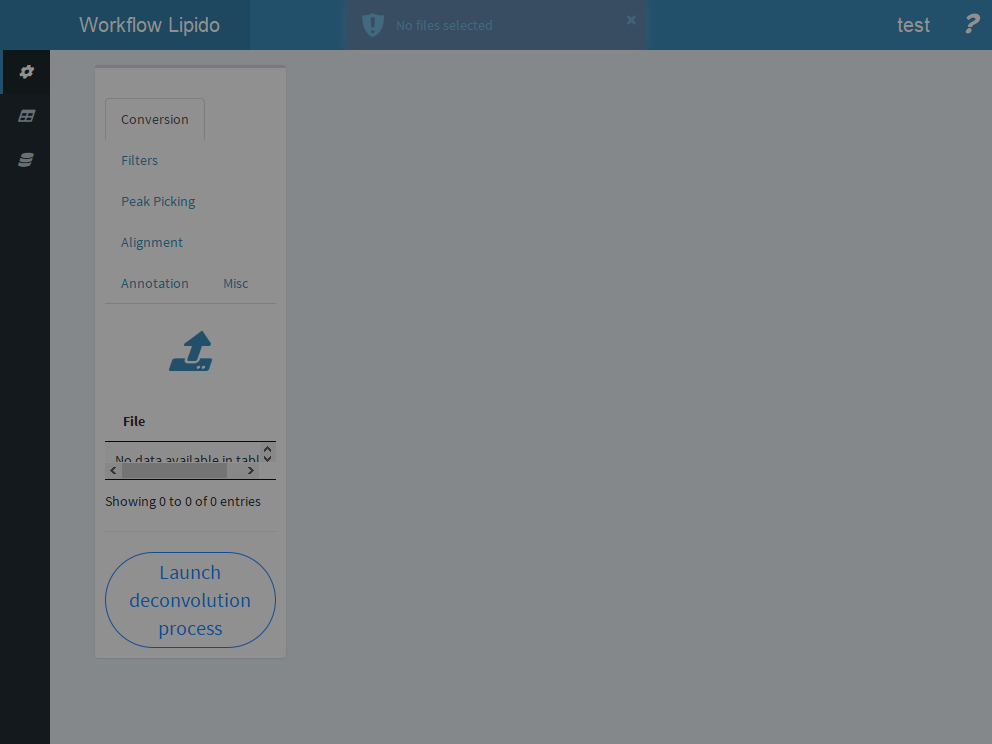 Workflow Lipido
No files selected
×
test
?
Conversion
Filters
Peak Picking
Alignment
Annotation Misc
File
No data available in tabl
Showing 0 to 0 of 0 entries
Launch
deconvolution
process